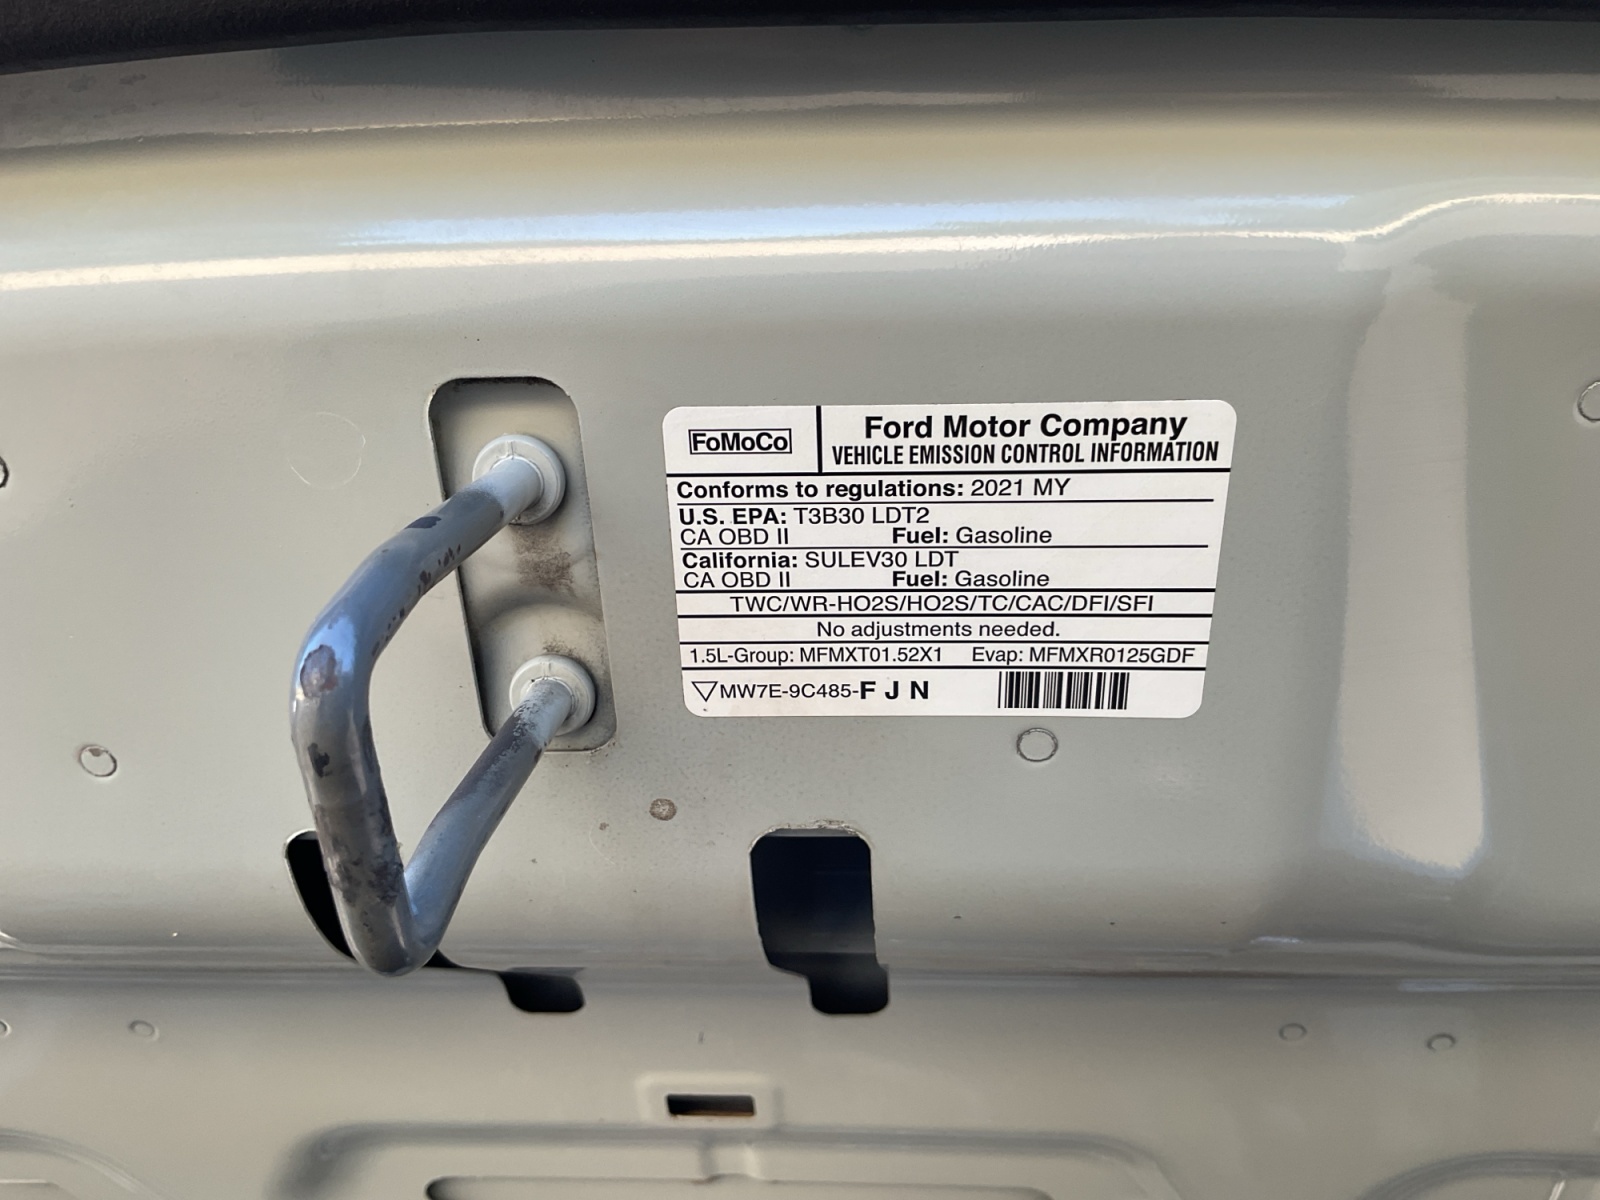 FoMoCo
Ford Motor Company
VEHICLE EMISSION CONTROL INFORMATION
Conforms to regulations: 2021 MY
U.S. EPA: T3B30 LDT2
CA OBD II Fuel: Gasoline
California: SULEV30 LDT
CA OBD II Fuel: Gasoline
TWC/WR-HO2S/HO2S/TC/CAC/DFI/SFI
No adjustments needed.
1.5L-Group: MFMXT01.52X1 Evap: MFMXR0125GDF
▽MW7E-9C485-F J N